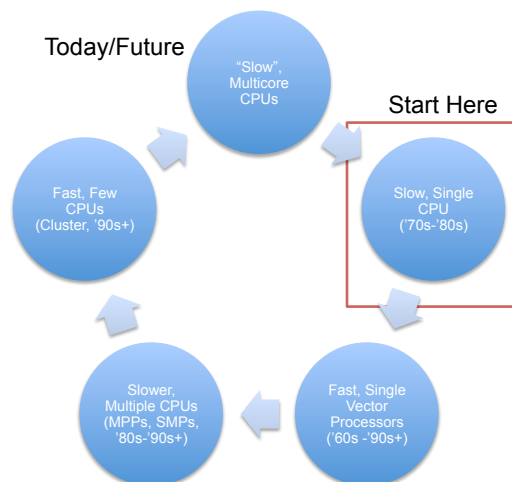 Today/Future
“Slow”,
Multicore
CPUs
Start Here
Slow, Single
CPU
(’70s-’80s)
Fast, Single
Vector
Processors
(’60s -’90s+)
Slower,
Multiple CPUs
(MPPs, SMPs,
’80s-’90s+)
Fast, Few
CPUs
(Cluster, ’90s+)